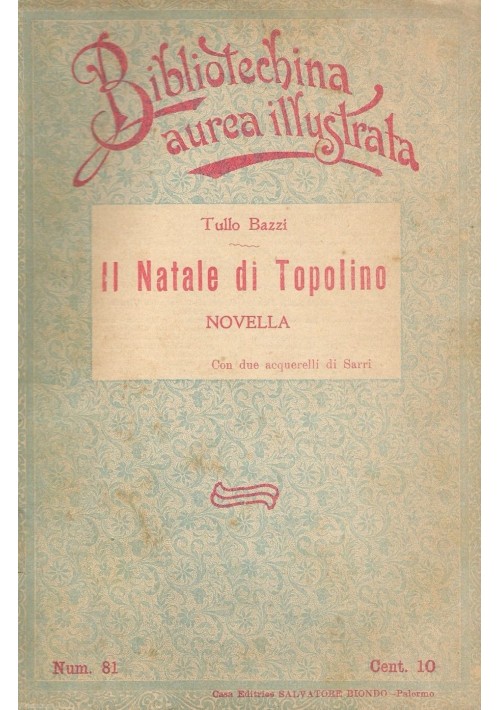 Bibliotechina
aurea illustrata
Tullo Bazzi
Il Natale di Topolino
NOVELLA
Con due acquerelli di Sarri
Num. 81
Cent. 10
Casa Editrice SALVATORE BIONDO - Palermo